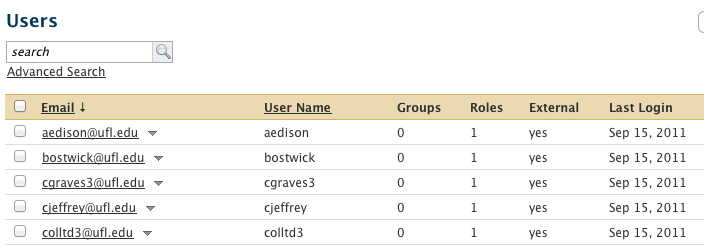 Users
search
Advanced Search
Email ↓ User Name Groups Roles External Last Login
aedison@ufl.edu aedison 0 1 yes Sep 15, 2011
bostwick@ufl.edu bostwick 0 1 yes Sep 15, 2011
cgraves3@ufl.edu cgraves3 0 1 yes Sep 15, 2011
cjeffrey@ufl.edu cjeffrey 0 1 yes Sep 15, 2011
colltd3@ufl.edu colltd3 0 1 yes Sep 15, 2011